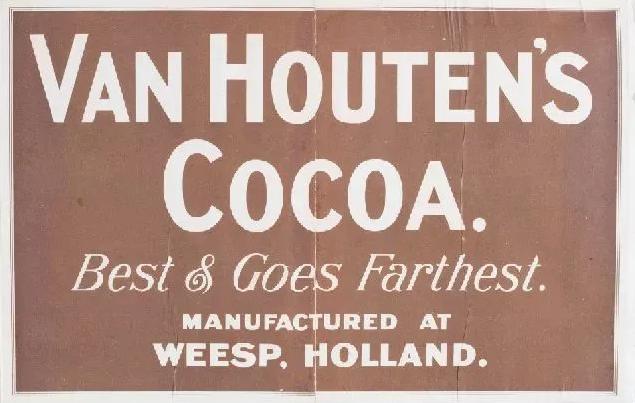 VAN HOUTEN'S
COCOA.
Best & Goes Farthest.
MANUFACTURED AT
WEESP, HOLLAND.